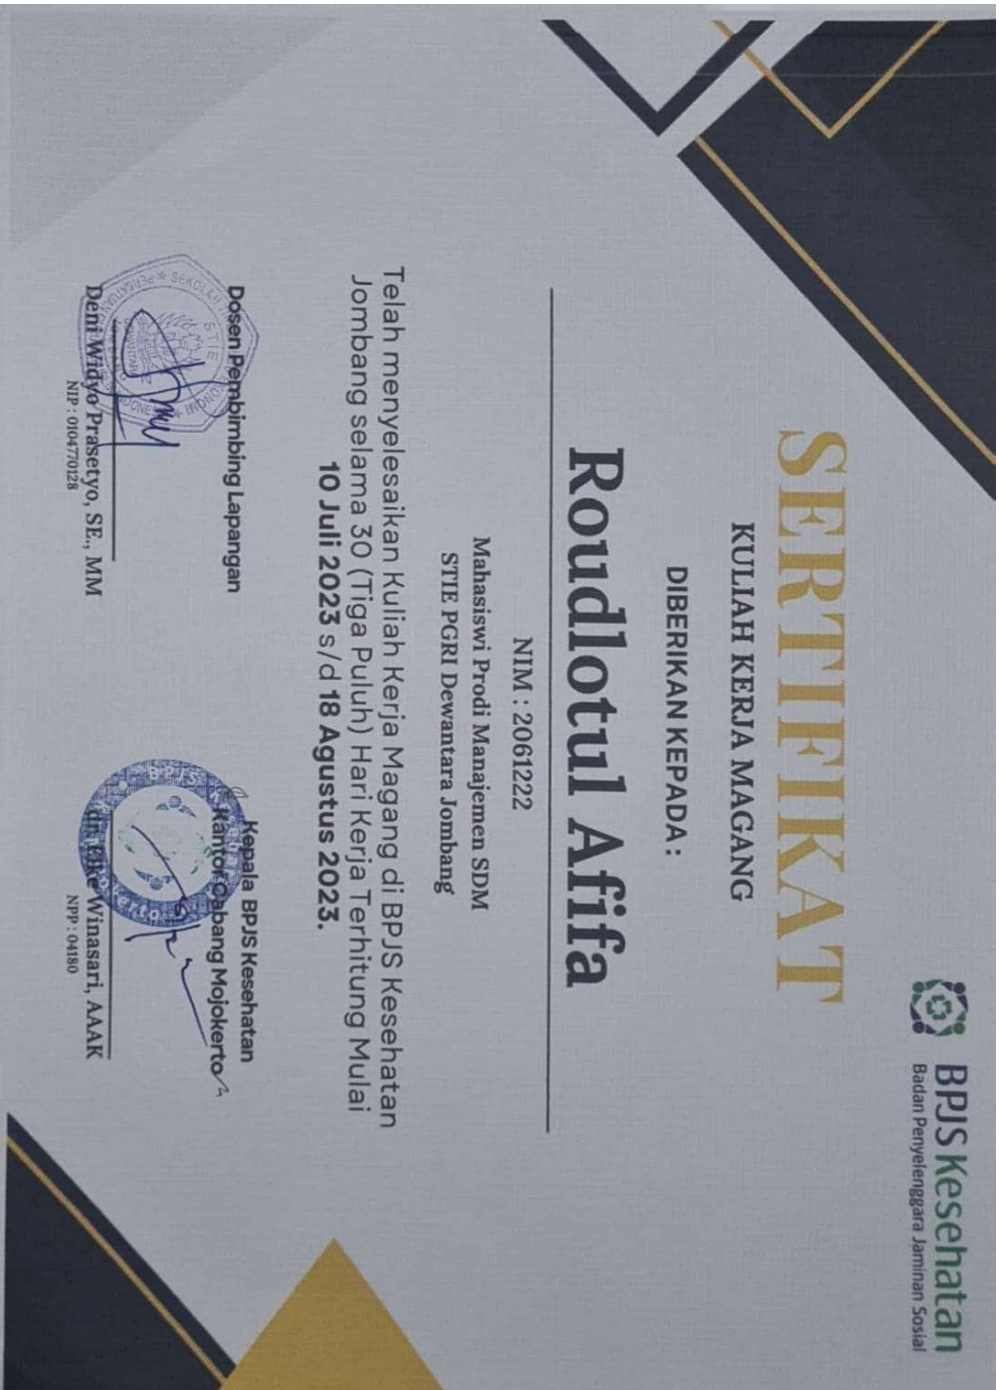 BPJS Kesehatan
Badan Penyelenggara Jaminan Sosial
SERTIFIKAT
KULIAH KERJA MAGANG
DIBERIKAN KEPADA :
Roudlotul Afifa
NIM : 2061222
Mahasiswi Prodi Manajemen SDM
STIE PGRI Dewantara Jombang
Telah menyelesaikan Kuliah Kerja Magang di BPJS Kesehatan
Jombang selama 30 (Tiga Puluh) Hari Kerja Terhitung Mulai
10 Juli 2023 s/d 18 Agustus 2023.
Dosen Pembimbing Lapangan
Deni Widyo Prasetyo, SE., MM
NIP : 0104770128
Kepala BPJS Kesehatan
Kantor Cabang Mojokerto
dr. Elke Winasari, AAAK
NPP : 04180